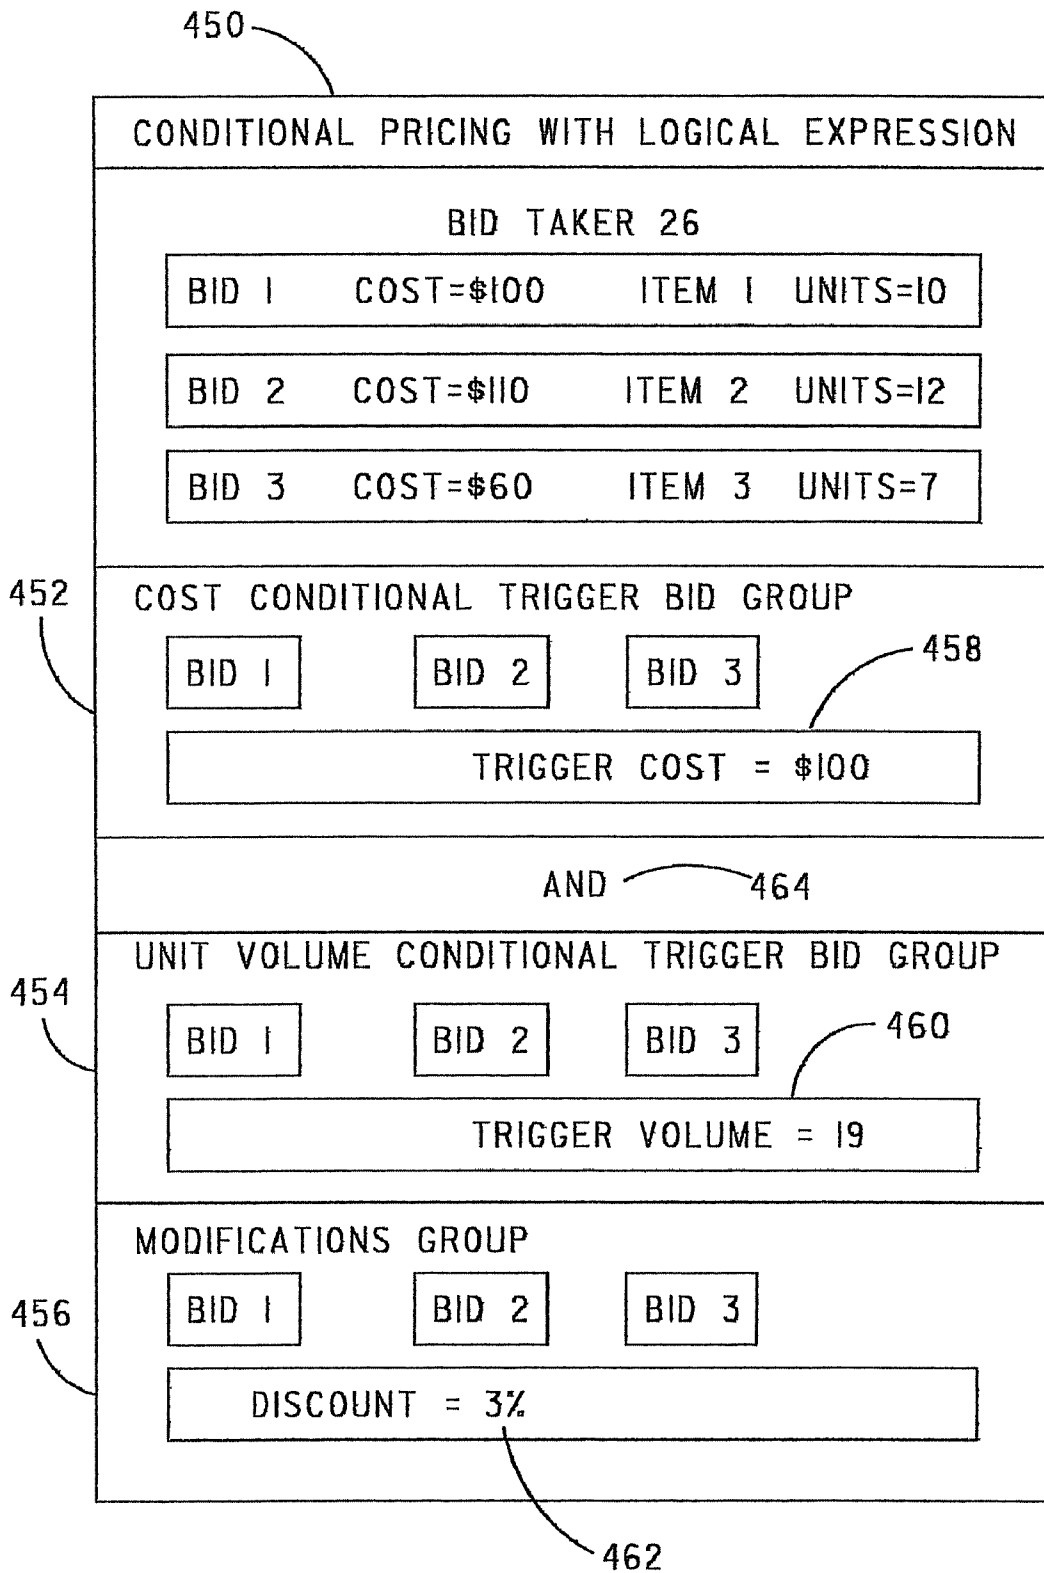 450
CONDITIONAL PRICING WITH LOGICAL EXPRESSION
BID TAKER 26
BID 1 COST=$100 ITEM 1 UNITS=10
BID 2 COST=$110 ITEM 2 UNITS=12
BID 3 COST=$60 ITEM 3 UNITS=7
452
COST CONDITIONAL TRIGGER BID GROUP
BID 1 BID 2 BID 3
458
TRIGGER COST = $100
AND 464
UNIT VOLUME CONDITIONAL TRIGGER BID GROUP
454
BID 1 BID 2 BID 3
460
TRIGGER VOLUME = 19
MODIFICATIONS GROUP
456
BID 1 BID 2 BID 3
DISCOUNT = 3%
462